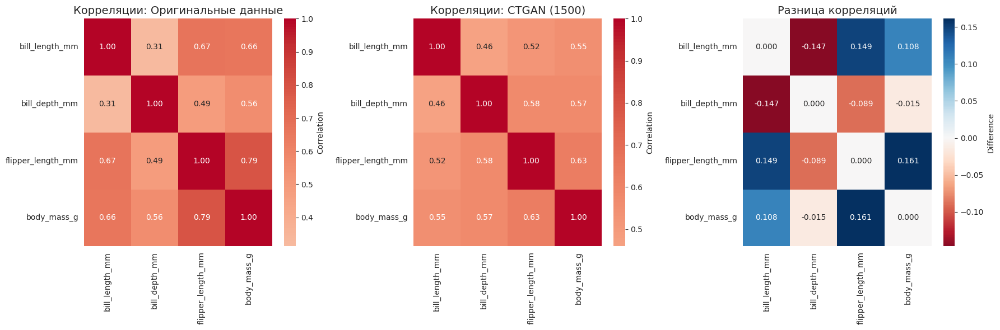 Корреляции: Оригинальные данные
bill_length_mm 1.00 0.31 0.67 0.66
bill_depth_mm 0.31 1.00 0.49 0.56
flipper_length_mm 0.67 0.49 1.00 0.79
body_mass_g 0.66 0.56 0.79 1.00
bill_length_mm
bill_depth_mm
flipper_length_mm
body_mass_g
1.0
0.9
0.8
0.7
0.6
0.5
0.4
Correlation
Корреляции: CTGAN (1500)
bill_length_mm 1.00 0.46 0.52 0.55
bill_depth_mm 0.46 1.00 0.58 0.57
flipper_length_mm 0.52 0.58 1.00 0.63
body_mass_g 0.55 0.57 0.63 1.00
bill_length_mm
bill_depth_mm
flipper_length_mm
body_mass_g
1.0
0.9
0.8
0.7
0.6
0.5
Correlation
Разница корреляций
bill_length_mm 0.000 -0.147 0.149 0.108
bill_depth_mm -0.147 0.000 -0.089 -0.015
flipper_length_mm 0.149 -0.089 0.000 0.161
body_mass_g 0.108 -0.015 0.161 0.000
bill_length_mm
bill_depth_mm
flipper_length_mm
body_mass_g
0.15
0.10
0.05
0.00
−0.05
−0.10
Difference